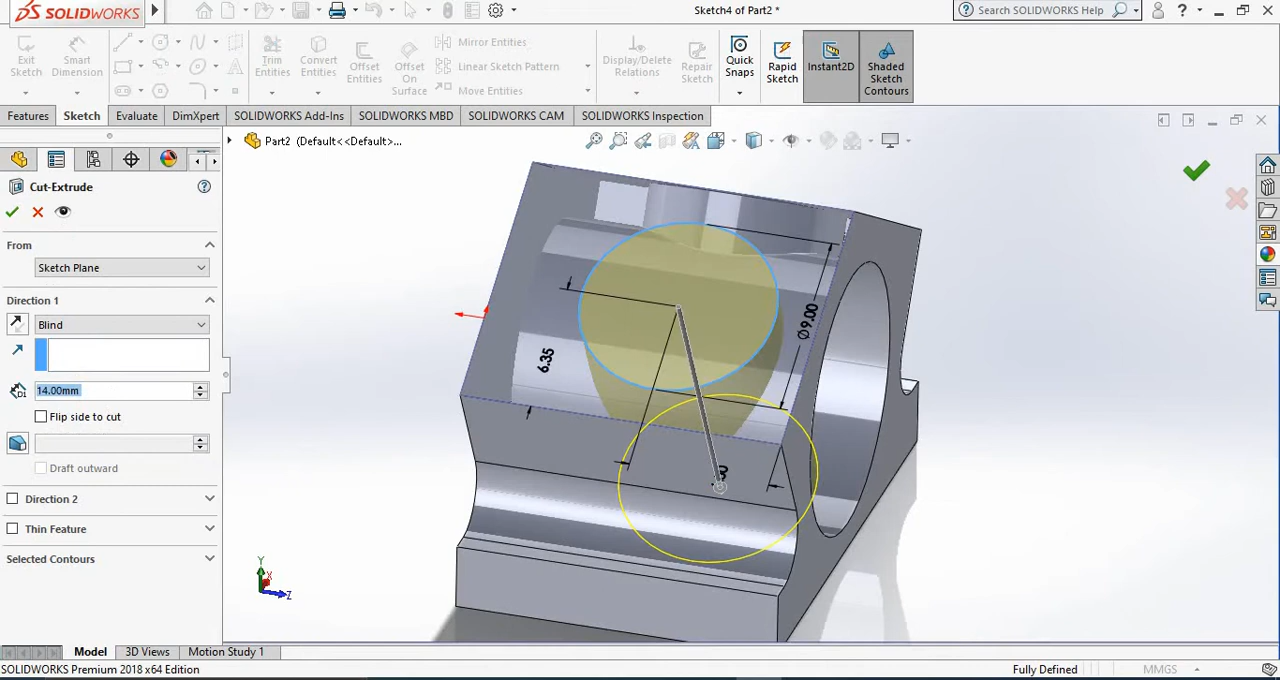 SOLIDWORKS
Sketch4 of Part2 *
Search SOLIDWORKS Help
Exit Sketch
Smart Dimension
Trim Entities
Convert Entities
Offset Entities
Offset On Surface
Mirror Entities
Linear Sketch Pattern
Move Entities
Display/Delete Relations
Repair Sketch
Quick Snaps
Rapid Sketch
Instant2D
Shaded Sketch Contours
Features
Sketch
Evaluate
DimXpert
SOLIDWORKS Add-Ins
SOLIDWORKS MBD
SOLIDWORKS CAM
SOLIDWORKS Inspection
Part2 (Default<<Default>...
Cut-Extrude
From
Sketch Plane
Direction 1
Blind
D1
14.00mm
Flip side to cut
Draft outward
Direction 2
Thin Feature
Selected Contours
Ø9.00
6.35
Y
X
Z
Model
3D Views
Motion Study 1
SOLIDWORKS Premium 2018 x64 Edition
Fully Defined
MMGS